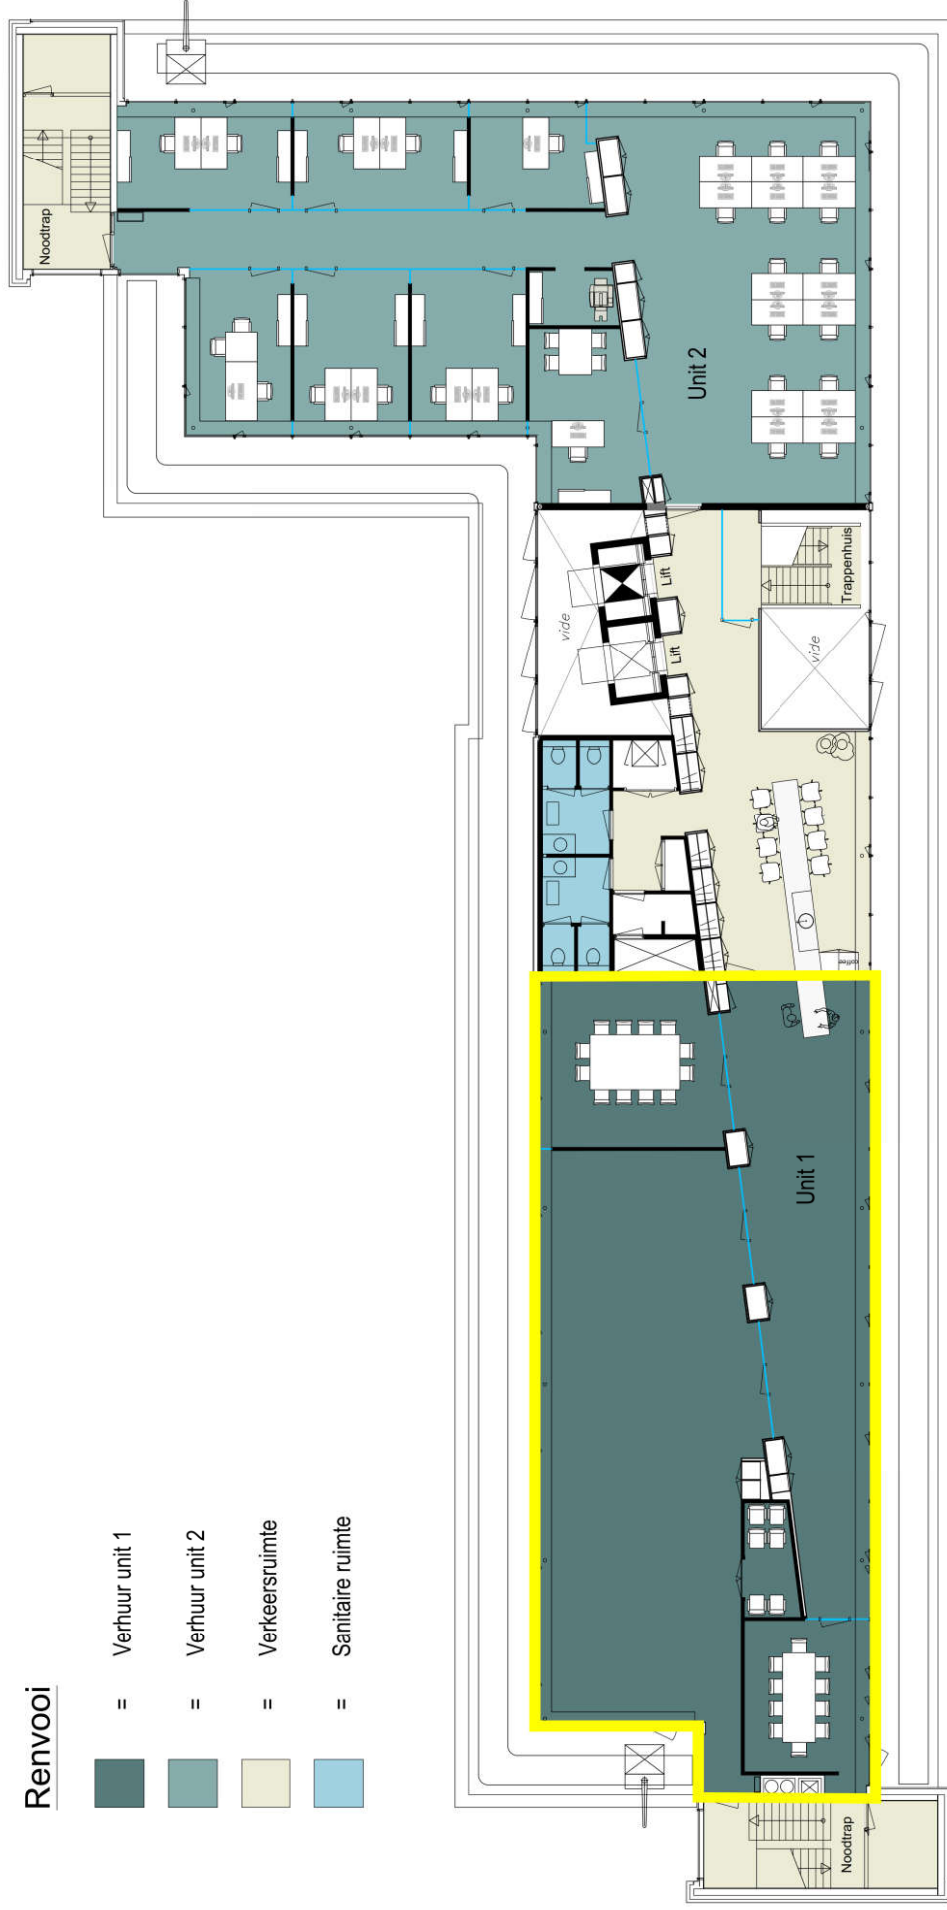 Renvooi
= Verhuur unit 1
= Verhuur unit 2
= Verkeersruimte
= Sanitaire ruimte
Noodtrap
Unit 1
coffee
vide
Lift
Lift
vide
Trappenhuis
Unit 2
Noodtrap